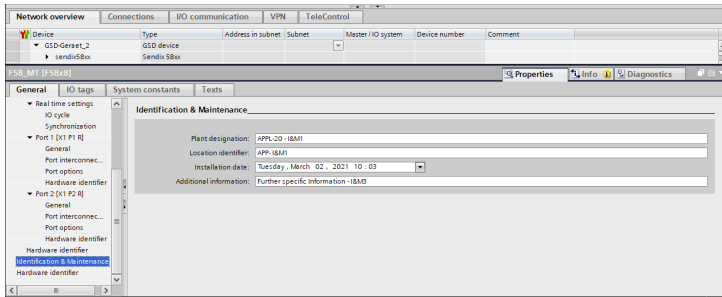 Network overview Connections I/O communication VPN TeleControl
Device Type Address in subnet Subnet Master / IO system Device number Comment
GSD-Geraet_2 GSD device
sendix58xx Sendix 58xx
F58_MT [F58x8] Properties Info Diagnostics
General IO tags System constants Texts
Real time settings
IO cycle
Synchronization
Port 1 [X1 P1 R]
General
Port interconnec...
Port options
Hardware identifier
Port 2 [X1 P2 R]
General
Port interconnec...
Port options
Hardware identifier
Hardware identifier
Identification & Maintenance
Hardware identifier
Identification & Maintenance
Plant designation: APPL-20 - I&M1
Location identifier: APP- I&M1
Installation date: Tuesday , March 02 , 2021 10 : 03
Additional information: Further specific Information - I&M3